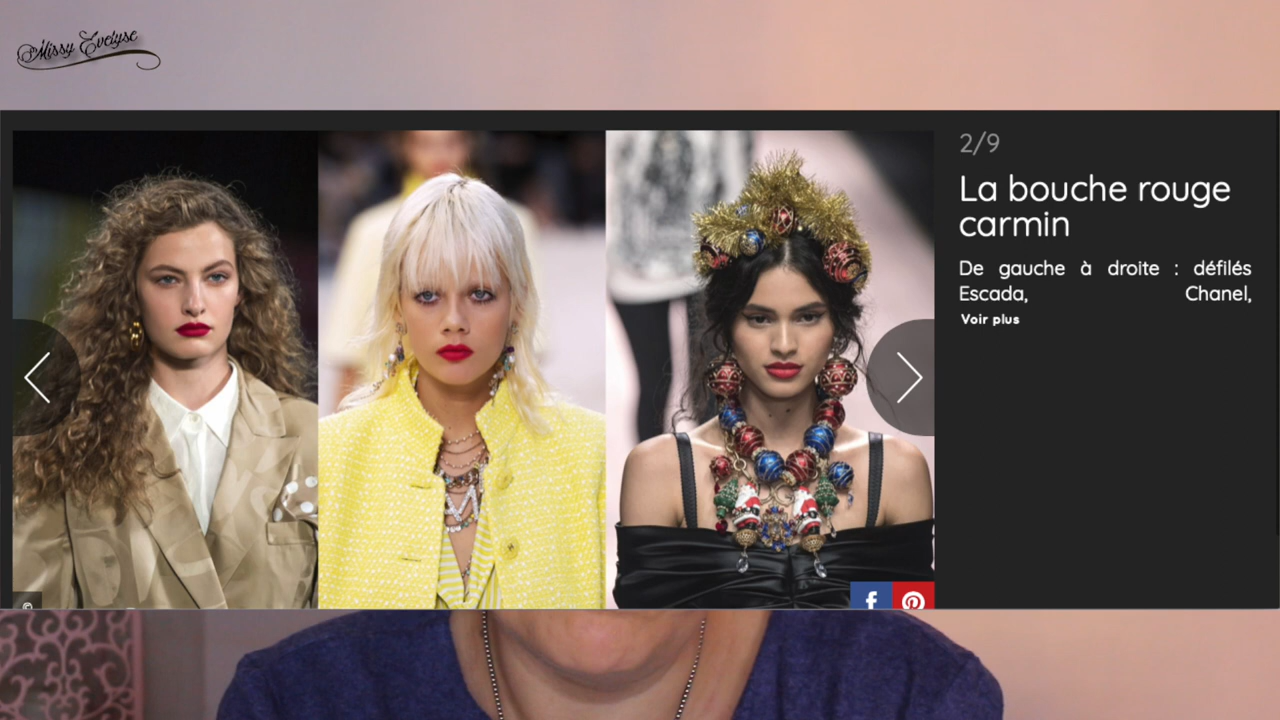 Missy Evelyse
2/9
La bouche rouge
carmin
De gauche à droite : défilés
Escada, Chanel,
Voir plus
©
f